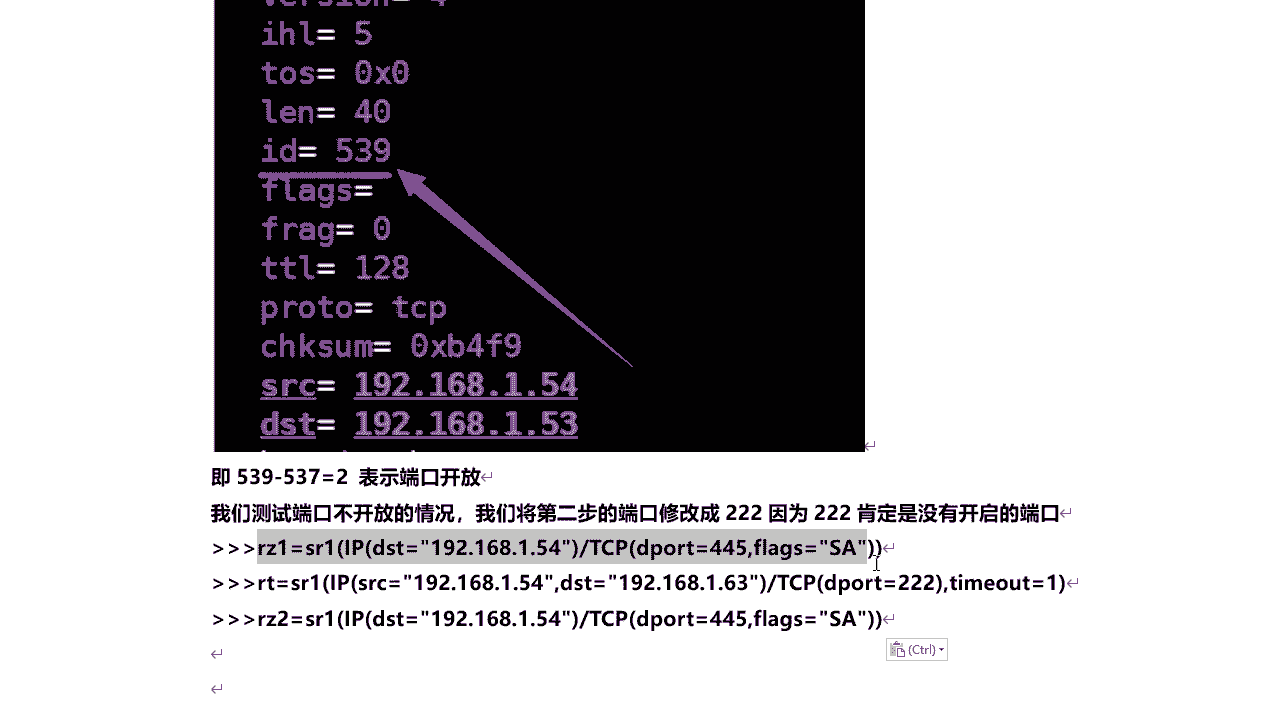 version= 4
ihl= 5
tos= 0x0
len= 40
id= 539
flags=
frag= 0
ttl= 128
proto= tcp
chksum= 0xb4f9
src= 192.168.1.54
dst= 192.168.1.53
即 539-537=2 表示端口开放
我们测试端口不开放的情况，我们将第二步的端口修改成 222 因为 222 肯定是没有开启的端口
>>>rz1=sr1(IP(dst="192.168.1.54")/TCP(dport=445,flags="SA"))
>>>rt=sr1(IP(src="192.168.1.54",dst="192.168.1.63")/TCP(dport=222),timeout=1)
>>>rz2=sr1(IP(dst="192.168.1.54")/TCP(dport=445,flags="SA"))
(Ctrl)